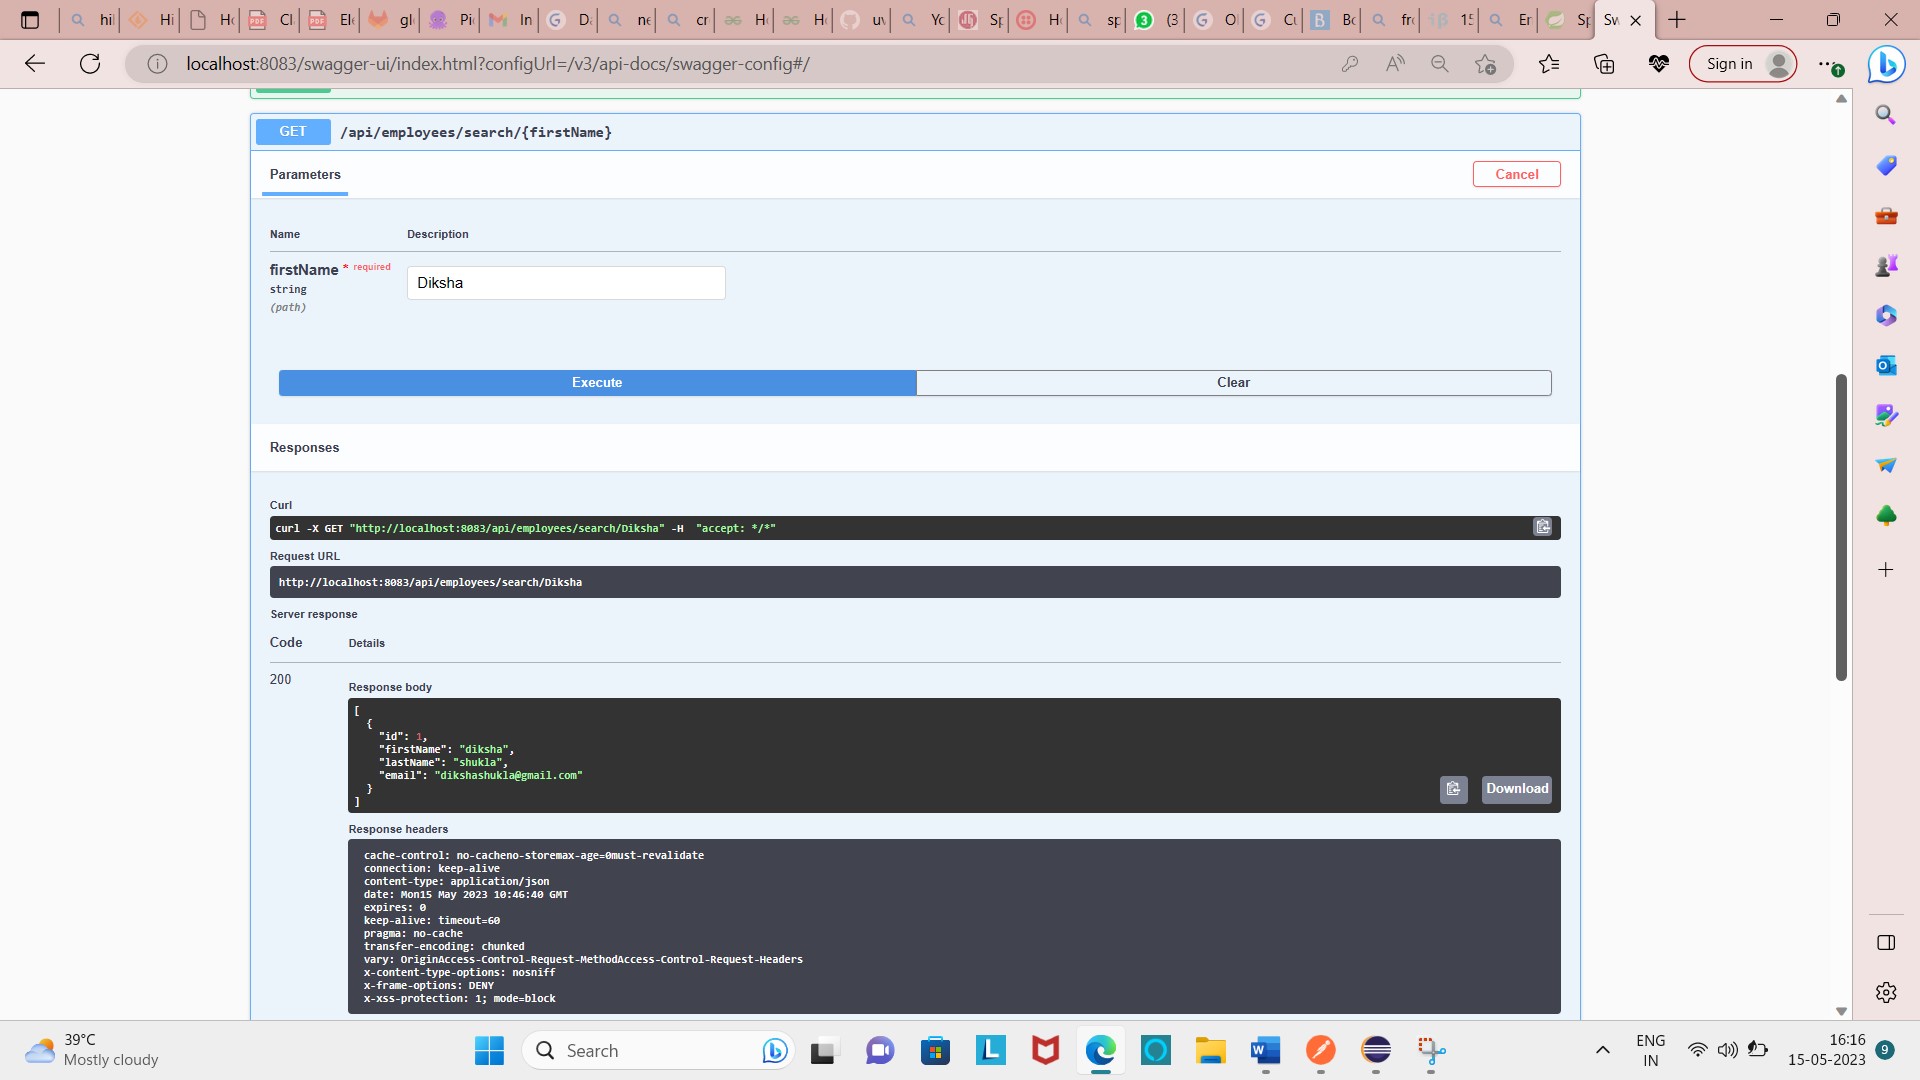 hil
Hi
Ho
Cl
Ele
gl
Pi
In
D
ne
cr
H
H
uv
Yo
Sp
H
sp
(3
O
Cu
Bo
fr
15
Er
Sp
Sw
localhost:8083/swagger-ui/index.html?configUrl=/v3/api-docs/swagger-config#/
Sign in
GET /api/employees/search/{firstName}
Parameters
Cancel
Name Description
firstName * required
Diksha
string
(path)
Execute Clear
Responses
Curl
curl -X GET "http://localhost:8083/api/employees/search/Diksha" -H  "accept: */*"
Request URL
http://localhost:8083/api/employees/search/Diksha
Server response
Code Details
200
Response body
[
  {
    "id": 1,
    "firstName": "diksha",
    "lastName": "shukla",
    "email": "dikshashukla@gmail.com"
  }
]
Download
Response headers
cache-control: no-cacheno-storemax-age=0must-revalidate
connection: keep-alive
content-type: application/json
date: Mon15 May 2023 10:46:40 GMT
expires: 0
keep-alive: timeout=60
pragma: no-cache
transfer-encoding: chunked
vary: OriginAccess-Control-Request-MethodAccess-Control-Request-Headers
x-content-type-options: nosniff
x-frame-options: DENY
x-xss-protection: 1; mode=block
39°C
Mostly cloudy
Search
ENG
IN
16:16
15-05-2023
9